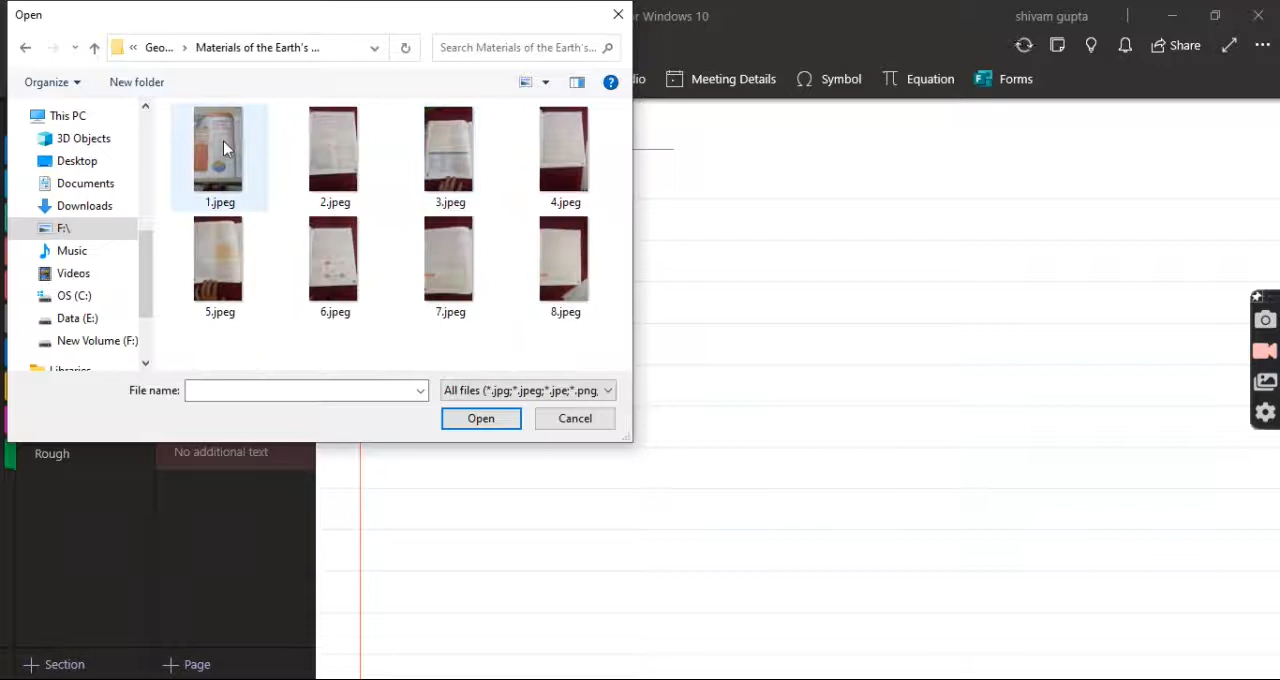 Open
r Windows 10
shivam gupta
« Geo... > Materials of the Earth's ...
Search Materials of the Earth's...
Share
Organize
New folder
dio
Meeting Details
Symbol
Equation
Forms
This PC
3D Objects
Desktop
Documents
Downloads
F:\
Music
Videos
OS (C:)
Data (E:)
New Volume (F:)
Libraries
1.jpeg
2.jpeg
3.jpeg
4.jpeg
5.jpeg
6.jpeg
7.jpeg
8.jpeg
File name:
All files (*.jpg;*.jpeg;*.jpe;*.png,
Open
Cancel
Rough
No additional text
Section
Page